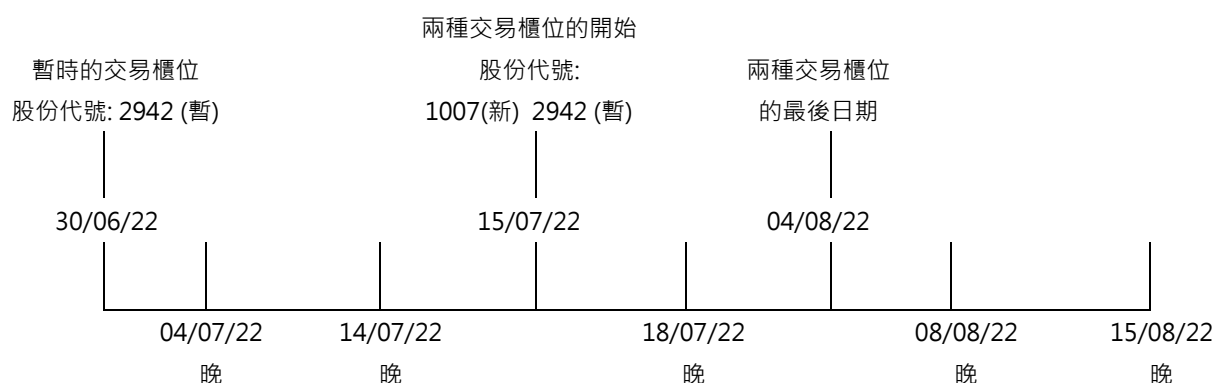 兩種交易櫃位的開始
暫時的交易櫃位
股份代號:
兩種交易櫃位
股份代號: 2942 (暫)
1007(新) 2942 (暫)
的最後日期
30/06/22
15/07/22
04/08/22
04/07/22
14/07/22
18/07/22
08/08/22
15/08/22
晚
晚
晚
晚
晚